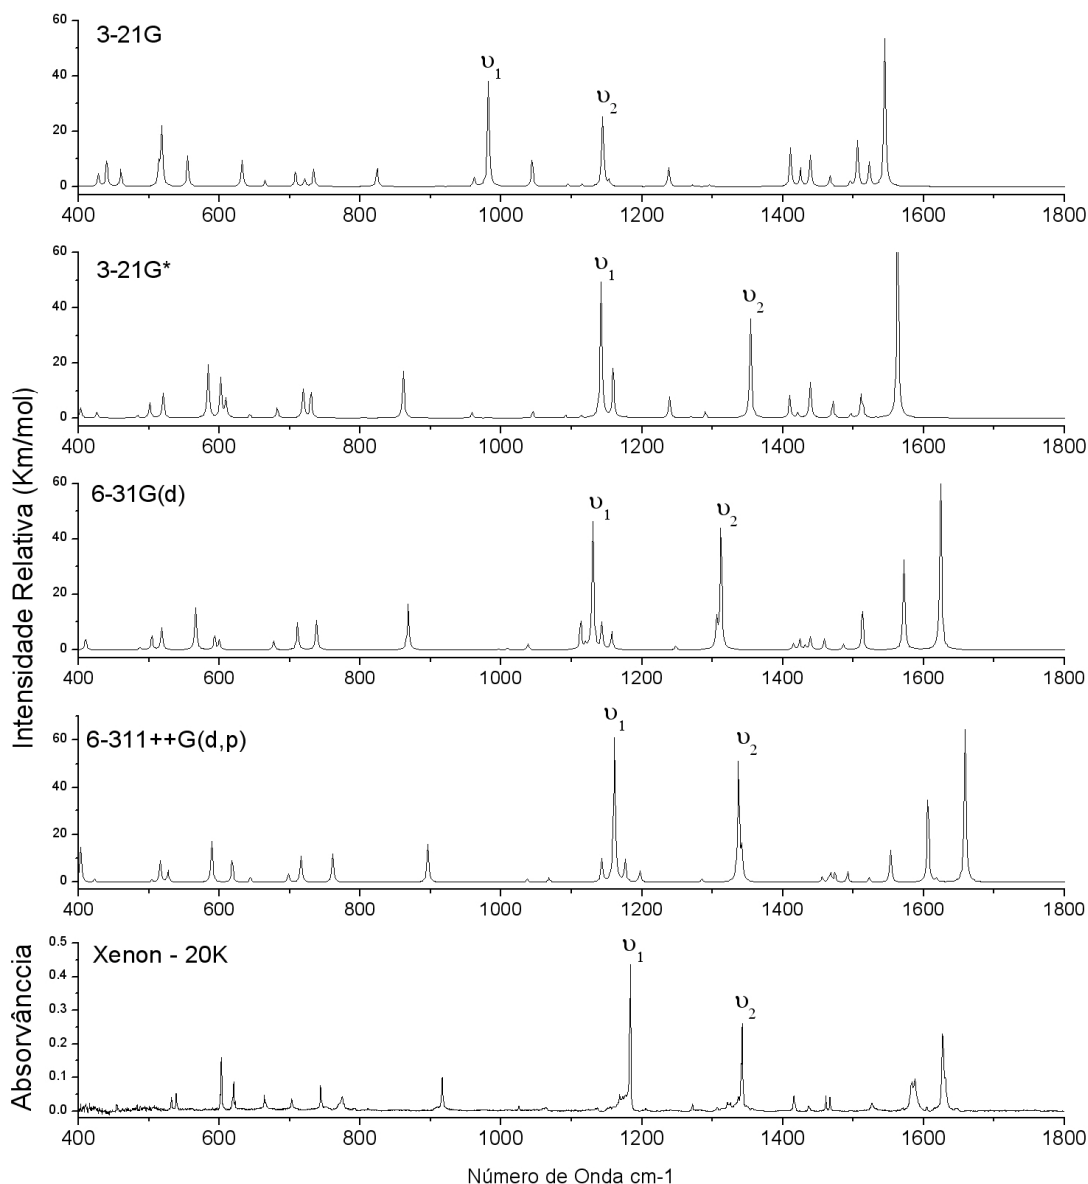 60
3-21G
υ1
υ2
40
20
0
400 600 800 1000 1200 1400 1600 1800
60
3-21G*
υ1
υ2
40
20
0
400 600 800 1000 1200 1400 1600 1800
Intensidade Relativa (Km/mol)
60
6-31G(d)
υ1
υ2
40
20
0
400 600 800 1000 1200 1400 1600 1800
6-311++G(d,p)
υ1
υ2
60
40
20
0
400 600 800 1000 1200 1400 1600 1800
Absorvânccia
0.5
Xenon - 20K
υ1
υ2
0.4
0.3
0.2
0.1
0.0
400 600 800 1000 1200 1400 1600 1800
Número de Onda cm-1